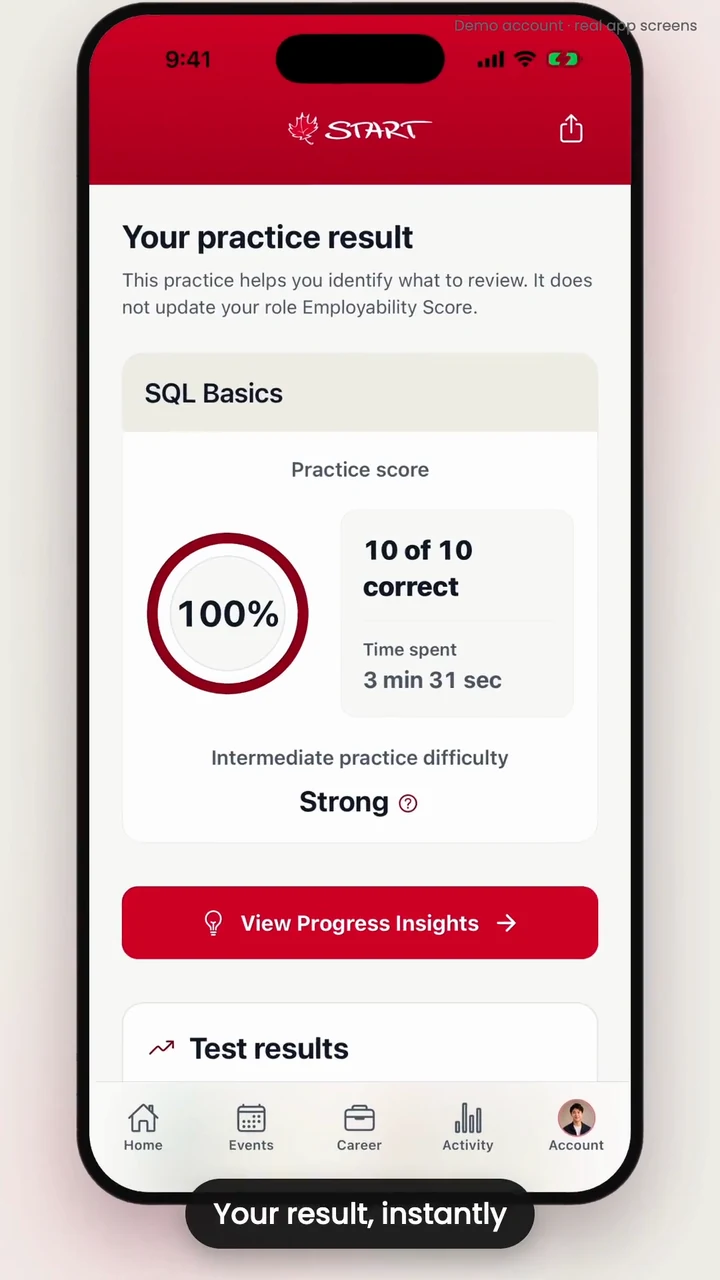 Demo account · real app screens
9:41
START
Your practice result
This practice helps you identify what to review. It does
not update your role Employability Score.
SQL Basics
Practice score
100%
10 of 10
correct
Time spent
3 min 31 sec
Intermediate practice difficulty
Strong ?
View Progress Insights →
Test results
Home
Events
Career
Activity
Account
Your result, instantly